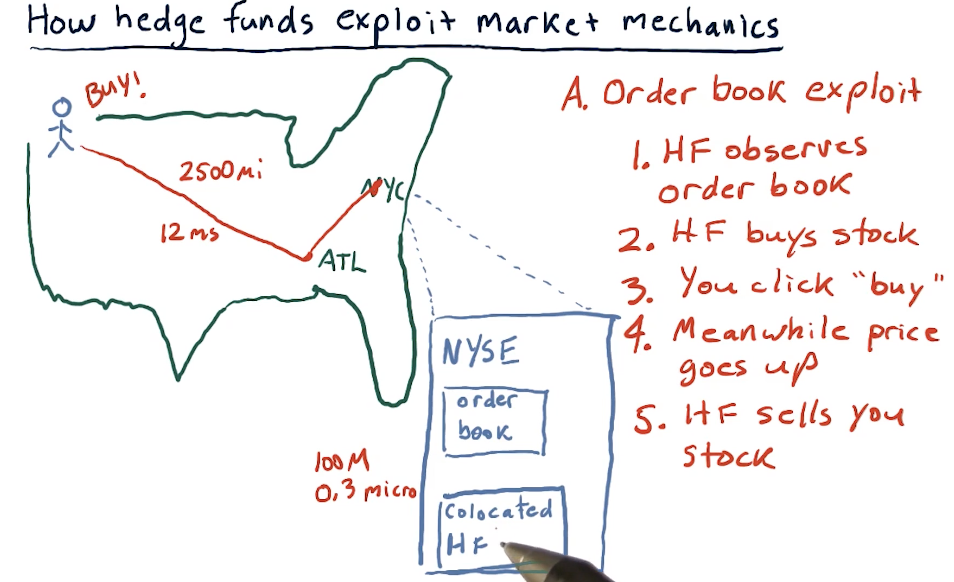 How hedge funds exploit market mechanics
BUY!
2500mi
12ms
NYC
ATL
NYSE
order
book
100M
0.3 micro
Colocated
HF
A. Order book exploit
1. HF observes
order book
2. HF buys stock
3. You click "buy"
4. Meanwhile price
goes up
5. HF sells you
stock